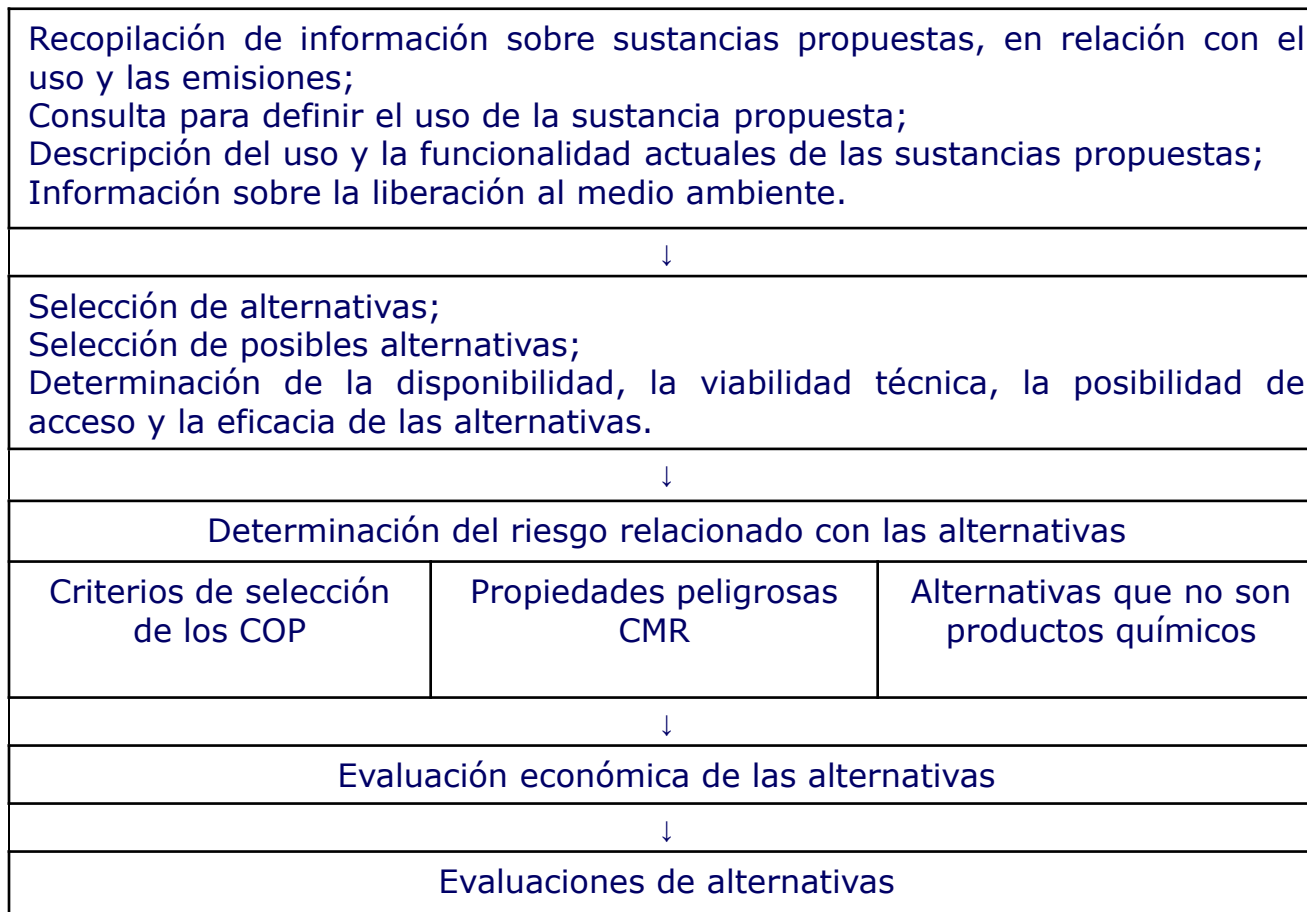 Recopilación de información sobre sustancias propuestas, en relación con el
uso y las emisiones;
Consulta para definir el uso de la sustancia propuesta;
Descripción del uso y la funcionalidad actuales de las sustancias propuestas;
Información sobre la liberación al medio ambiente.
↓
Selección de alternativas;
Selección de posibles alternativas;
Determinación de la disponibilidad, la viabilidad técnica, la posibilidad de
acceso y la eficacia de las alternativas.
↓
Determinación del riesgo relacionado con las alternativas
Criterios de selección
de los COP
Propiedades peligrosas
CMR
Alternativas que no son
productos químicos
↓
Evaluación económica de las alternativas
↓
Evaluaciones de alternativas